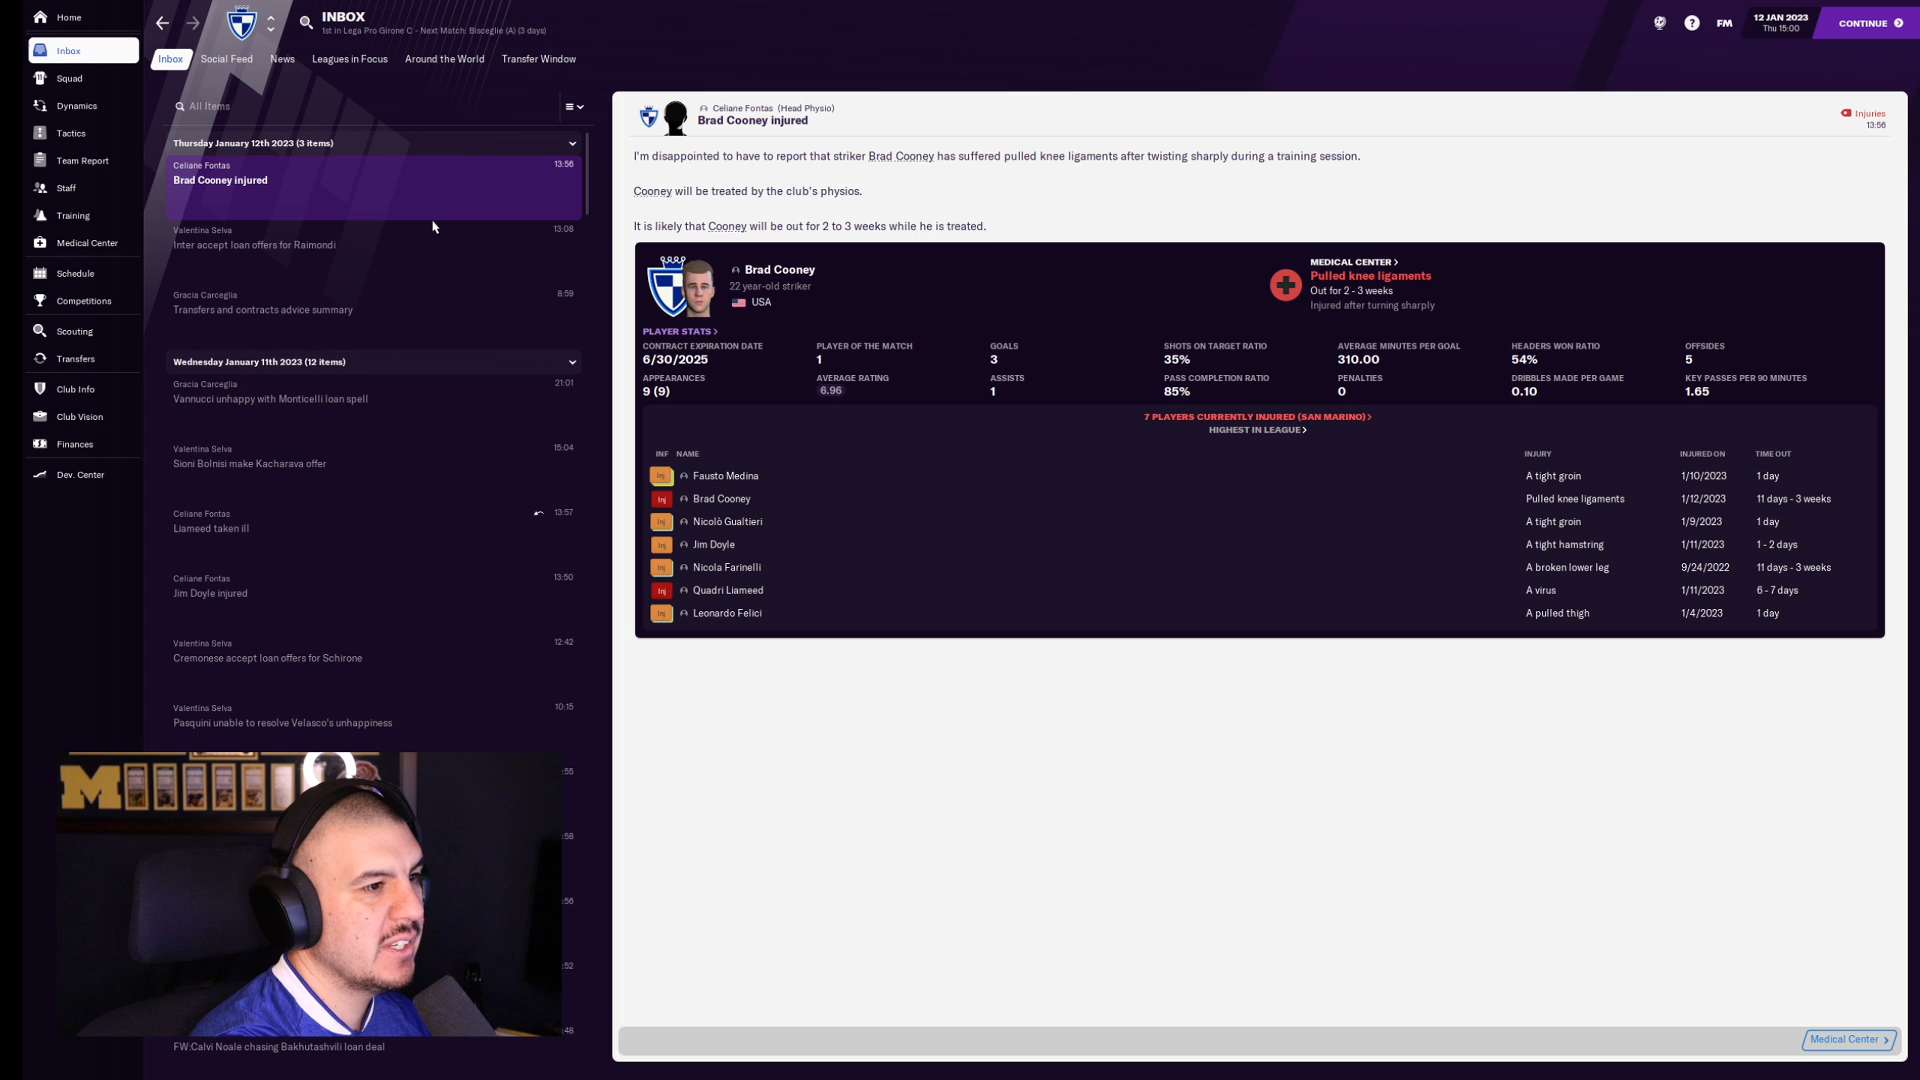 Home
Inbox
Squad
Dynamics
Tactics
Team Report
Staff
Training
Medical Center
Schedule
Competitions
Scouting
Transfers
Club Info
Club Vision
Finances
Dev. Center
INBOX
1st in Lega Pro Girone C - Next Match: Bisceglie (A) (3 days)
Inbox Social Feed News Leagues in Focus Around the World Transfer Window
? FM
12 JAN 2023
Thu 15:00
CONTINUE
All Items
Thursday January 12th 2023 (3 items)
Celiane Fontas 13:56
Brad Cooney injured
Valentina Selva 13:08
Inter accept loan offers for Raimondi
Gracia Carceglia 8:59
Transfers and contracts advice summary
Wednesday January 11th 2023 (12 items)
Gracia Carceglia 21:01
Vannucci unhappy with Monticelli loan spell
Valentina Selva 15:04
Sioni Bolnisi make Kacharava offer
Celiane Fontas 13:57
Liameed taken ill
Celiane Fontas 13:50
Jim Doyle injured
Valentina Selva 12:42
Cremonese accept loan offers for Schirone
Valentina Selva 10:15
Pasquini unable to resolve Velasco's unhappiness
:55
:58
:56
:52
:48
FW:Calvi Noale chasing Bakhutashvili loan deal
M
Celiane Fontas (Head Physio)
Brad Cooney injured
Injuries
13:56
I'm disappointed to have to report that striker Brad Cooney has suffered pulled knee ligaments after twisting sharply during a training session.
Cooney will be treated by the club's physios.
It is likely that Cooney will be out for 2 to 3 weeks while he is treated.
Brad Cooney
22 year-old striker
USA
MEDICAL CENTER >
Pulled knee ligaments
Out for 2 - 3 weeks
Injured after turning sharply
PLAYER STATS >
CONTRACT EXPIRATION DATE PLAYER OF THE MATCH GOALS SHOTS ON TARGET RATIO AVERAGE MINUTES PER GOAL HEADERS WON RATIO OFFSIDES
6/30/2025 1 3 35% 310.00 54% 5
APPEARANCES AVERAGE RATING ASSISTS PASS COMPLETION RATIO PENALTIES DRIBBLES MADE PER GAME KEY PASSES PER 90 MINUTES
9 (9) 6.96 1 85% 0 0.10 1.65
7 PLAYERS CURRENTLY INJURED (SAN MARINO) >
HIGHEST IN LEAGUE >
INF NAME INJURY INJURED ON TIME OUT
Inj Fausto Medina A tight groin 1/10/2023 1 day
Inj Brad Cooney Pulled knee ligaments 1/12/2023 11 days - 3 weeks
Inj Nicolò Gualtieri A tight groin 1/9/2023 1 day
Inj Jim Doyle A tight hamstring 1/11/2023 1 - 2 days
Inj Nicola Farinelli A broken lower leg 9/24/2022 11 days - 3 weeks
Inj Quadri Liameed A virus 1/11/2023 6 - 7 days
Inj Leonardo Felici A pulled thigh 1/4/2023 1 day
Medical Center >